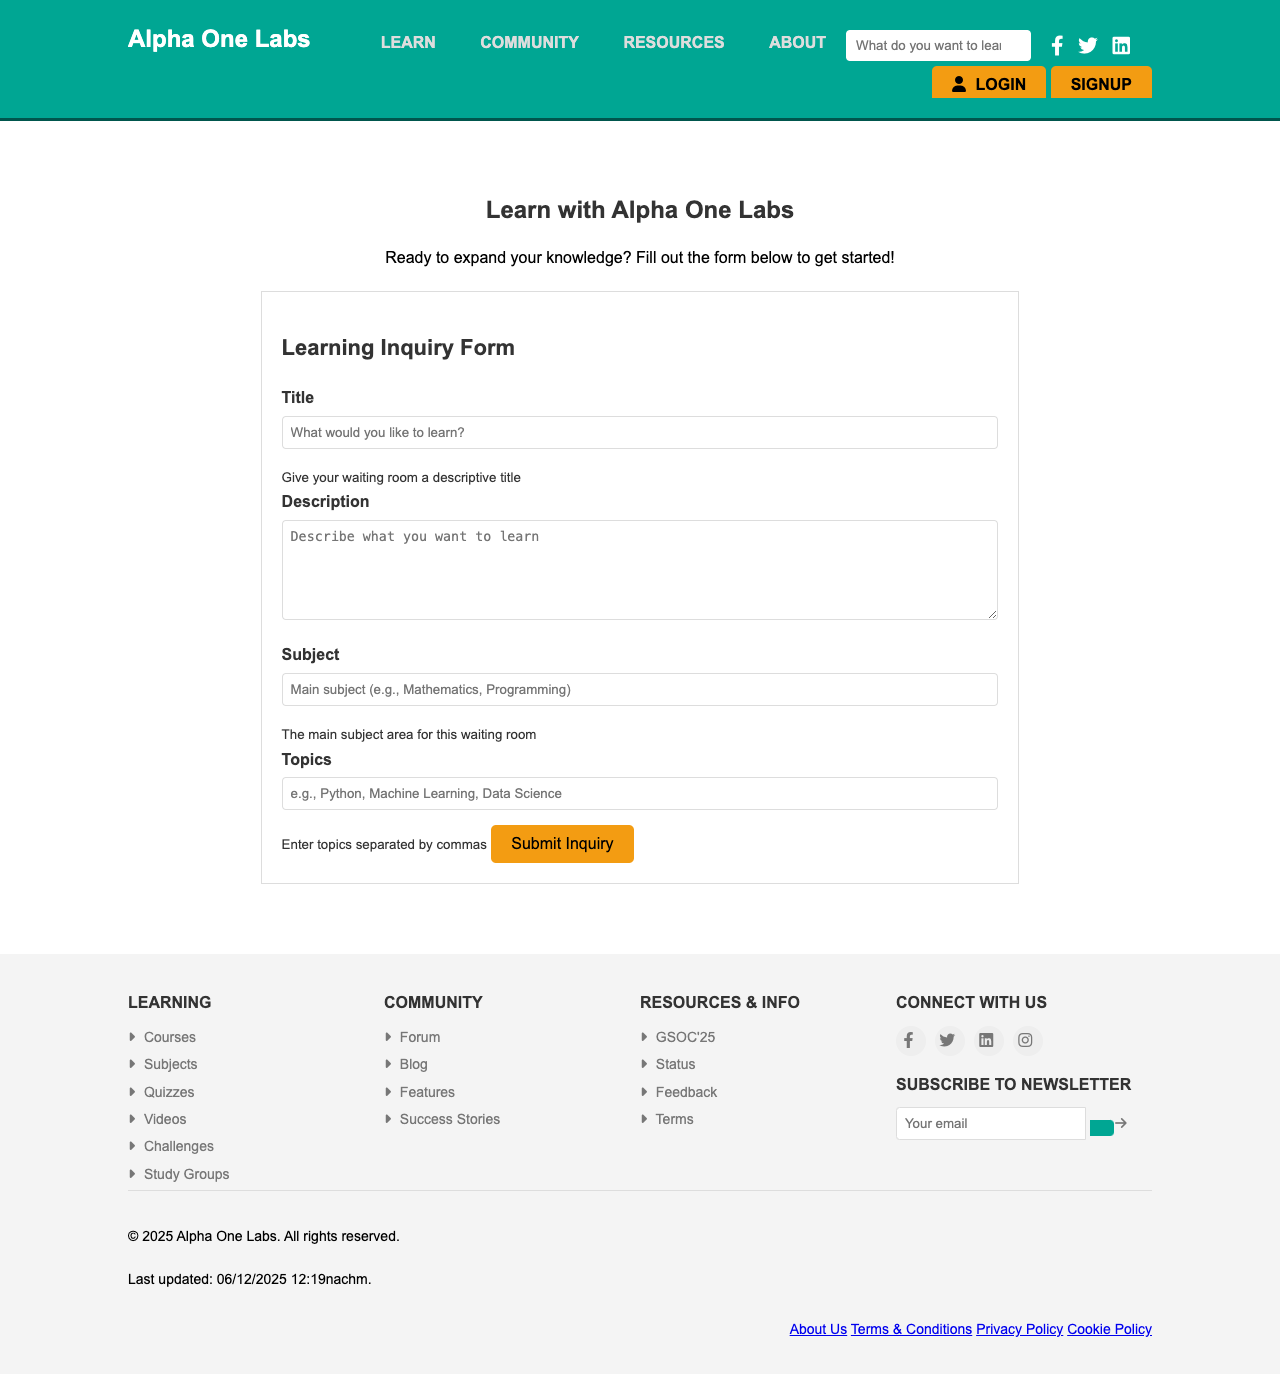 Alpha One Labs
LEARN COMMUNITY RESOURCES ABOUT
What do you want to lear
LOGIN SIGNUP
Learn with Alpha One Labs
Ready to expand your knowledge? Fill out the form below to get started!
Learning Inquiry Form
Title
What would you like to learn?
Give your waiting room a descriptive title
Description
Describe what you want to learn
Subject
Main subject (e.g., Mathematics, Programming)
The main subject area for this waiting room
Topics
e.g., Python, Machine Learning, Data Science
Enter topics separated by commas Submit Inquiry
LEARNING
Courses
Subjects
Quizzes
Videos
Challenges
Study Groups
COMMUNITY
Forum
Blog
Features
Success Stories
RESOURCES & INFO
GSOC'25
Status
Feedback
Terms
CONNECT WITH US
SUBSCRIBE TO NEWSLETTER
Your email
© 2025 Alpha One Labs. All rights reserved.
Last updated: 06/12/2025 12:19nachm.
About Us Terms & Conditions Privacy Policy Cookie Policy